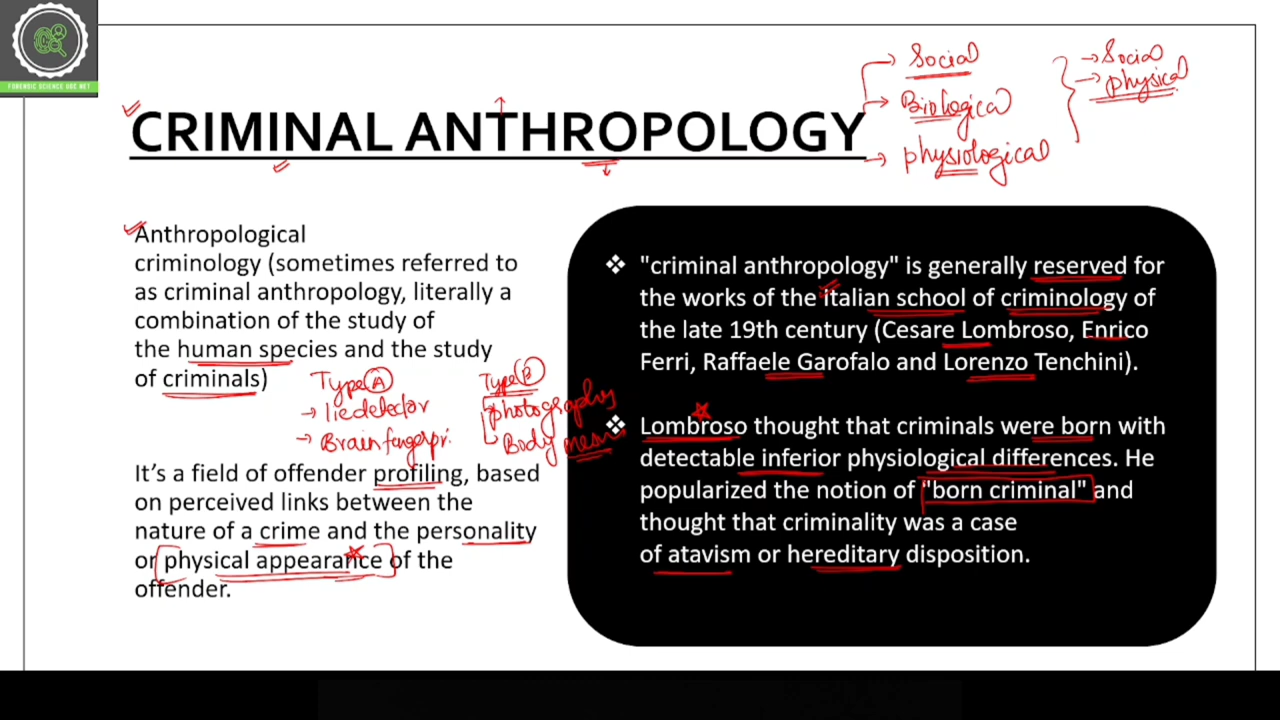 FORENSIC SCIENCE UGC NET
CRIMINAL ANTHROPOLOGY
→ Social
→ Biological
→ physiological
→ Social
→ physical
Anthropological
criminology (sometimes referred to
as criminal anthropology, literally a
combination of the study of
the human species and the study
of criminals)
Type A
→ liedetector
→ Brainfingerpr.
Type B
photography
Body
It's a field of offender profiling, based
on perceived links between the
nature of a crime and the personality
or physical appearance of the
offender.
❖ "criminal anthropology" is generally reserved for
the works of the italian school of criminology of
the late 19th century (Cesare Lombroso, Enrico
Ferri, Raffaele Garofalo and Lorenzo Tenchini).
❖ Lombroso thought that criminals were born with
detectable inferior physiological differences. He
popularized the notion of "born criminal" and
thought that criminality was a case
of atavism or hereditary disposition.